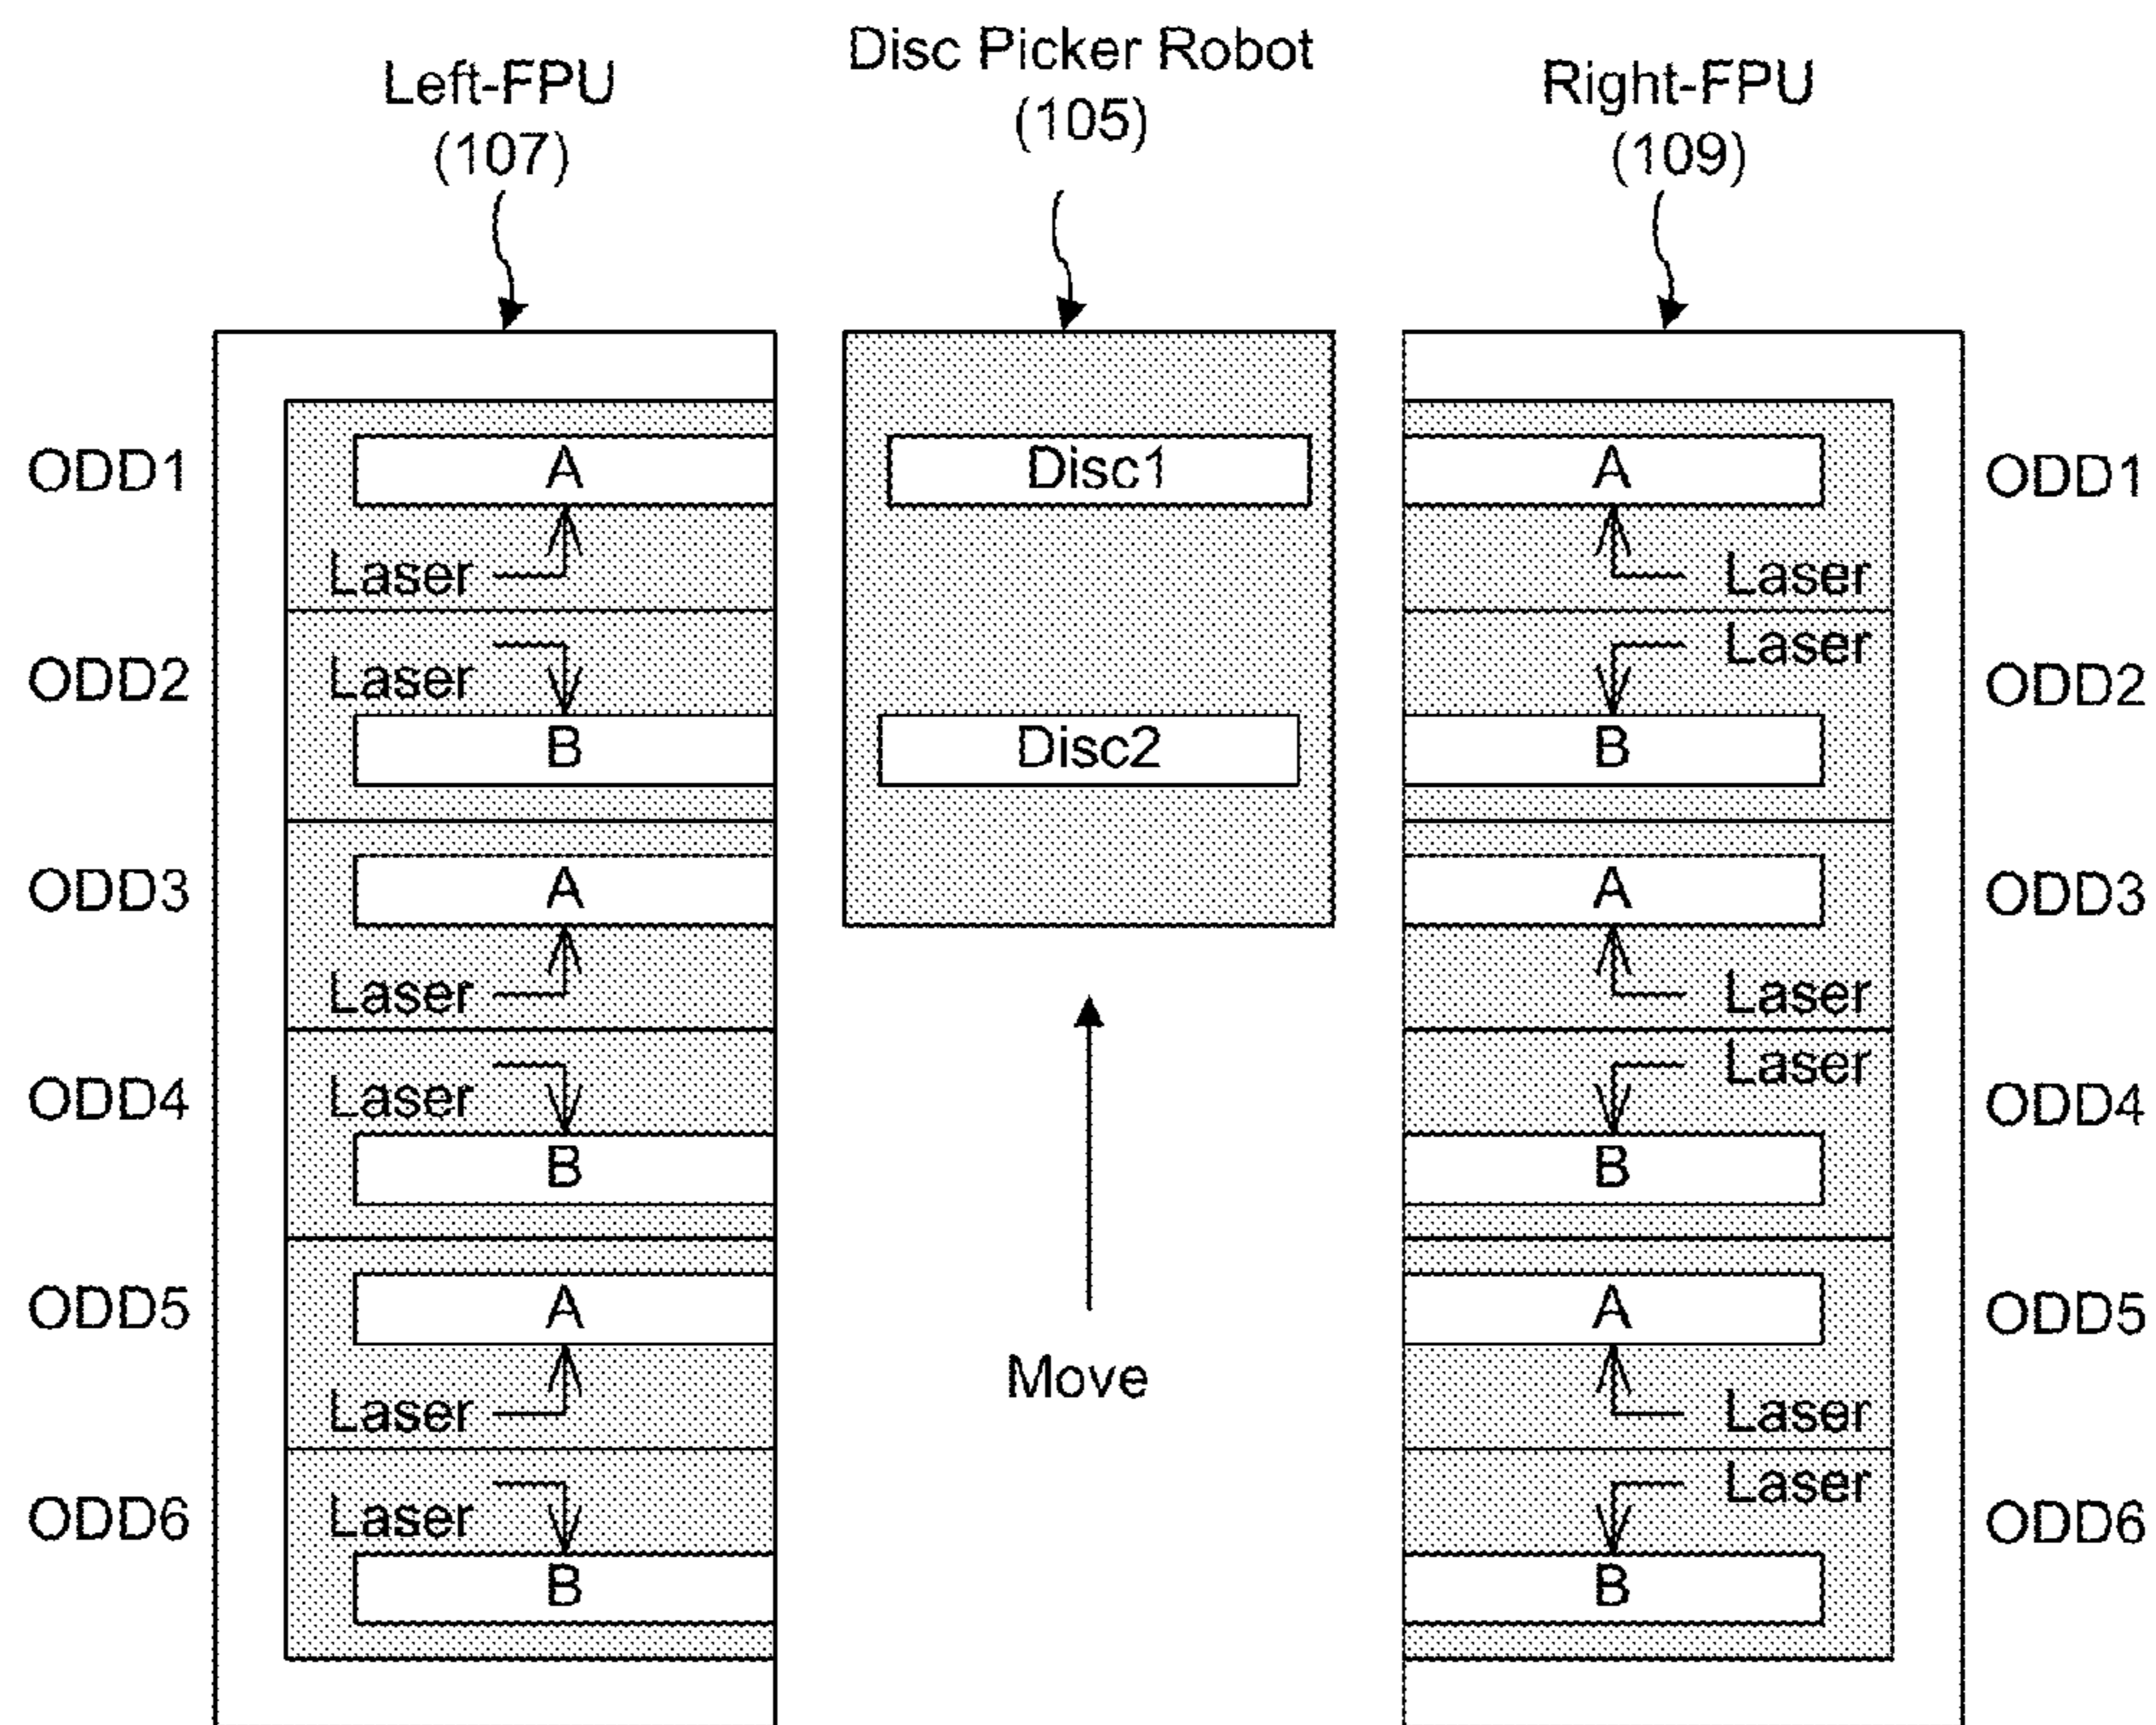 Left-FPU
(107)
Disc Picker Robot
(105)
Right-FPU
(109)
ODD1
A
Laser
ODD2
Laser
B
ODD3
A
Laser
ODD4
Laser
B
ODD5
A
Laser
ODD6
Laser
B
Disc1
Disc2
Move
A
Laser
ODD1
Laser
B
ODD2
A
Laser
ODD3
Laser
B
ODD4
A
Laser
ODD5
Laser
B
ODD6